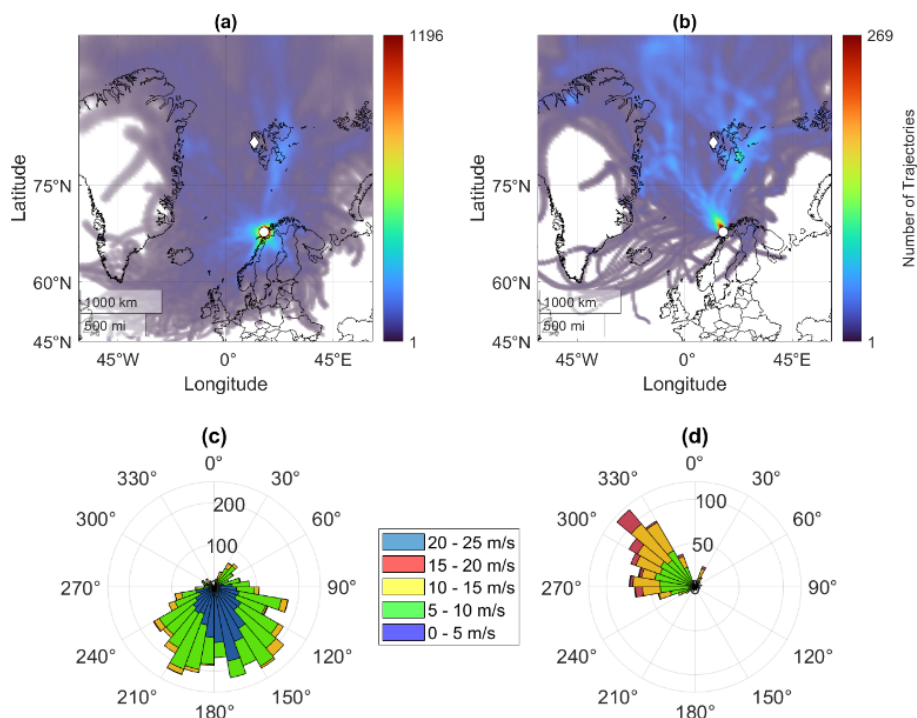 (a)
(b)
1196
269
Latitude
75°N
60°N
45°N
1000 km
500 mi
45°W
0°
45°E
Longitude
1
Latitude
75°N
60°N
45°N
1000 km
500 mi
45°W
0°
45°E
Longitude
1
Number of Trajectories
(c)
0°
30°
60°
90°
120°
150°
180°
210°
240°
270°
300°
330°
200
100
20 - 25 m/s
15 - 20 m/s
10 - 15 m/s
5 - 10 m/s
0 - 5 m/s
(d)
0°
30°
60°
90°
120°
150°
180°
210°
240°
270°
300°
330°
100
50